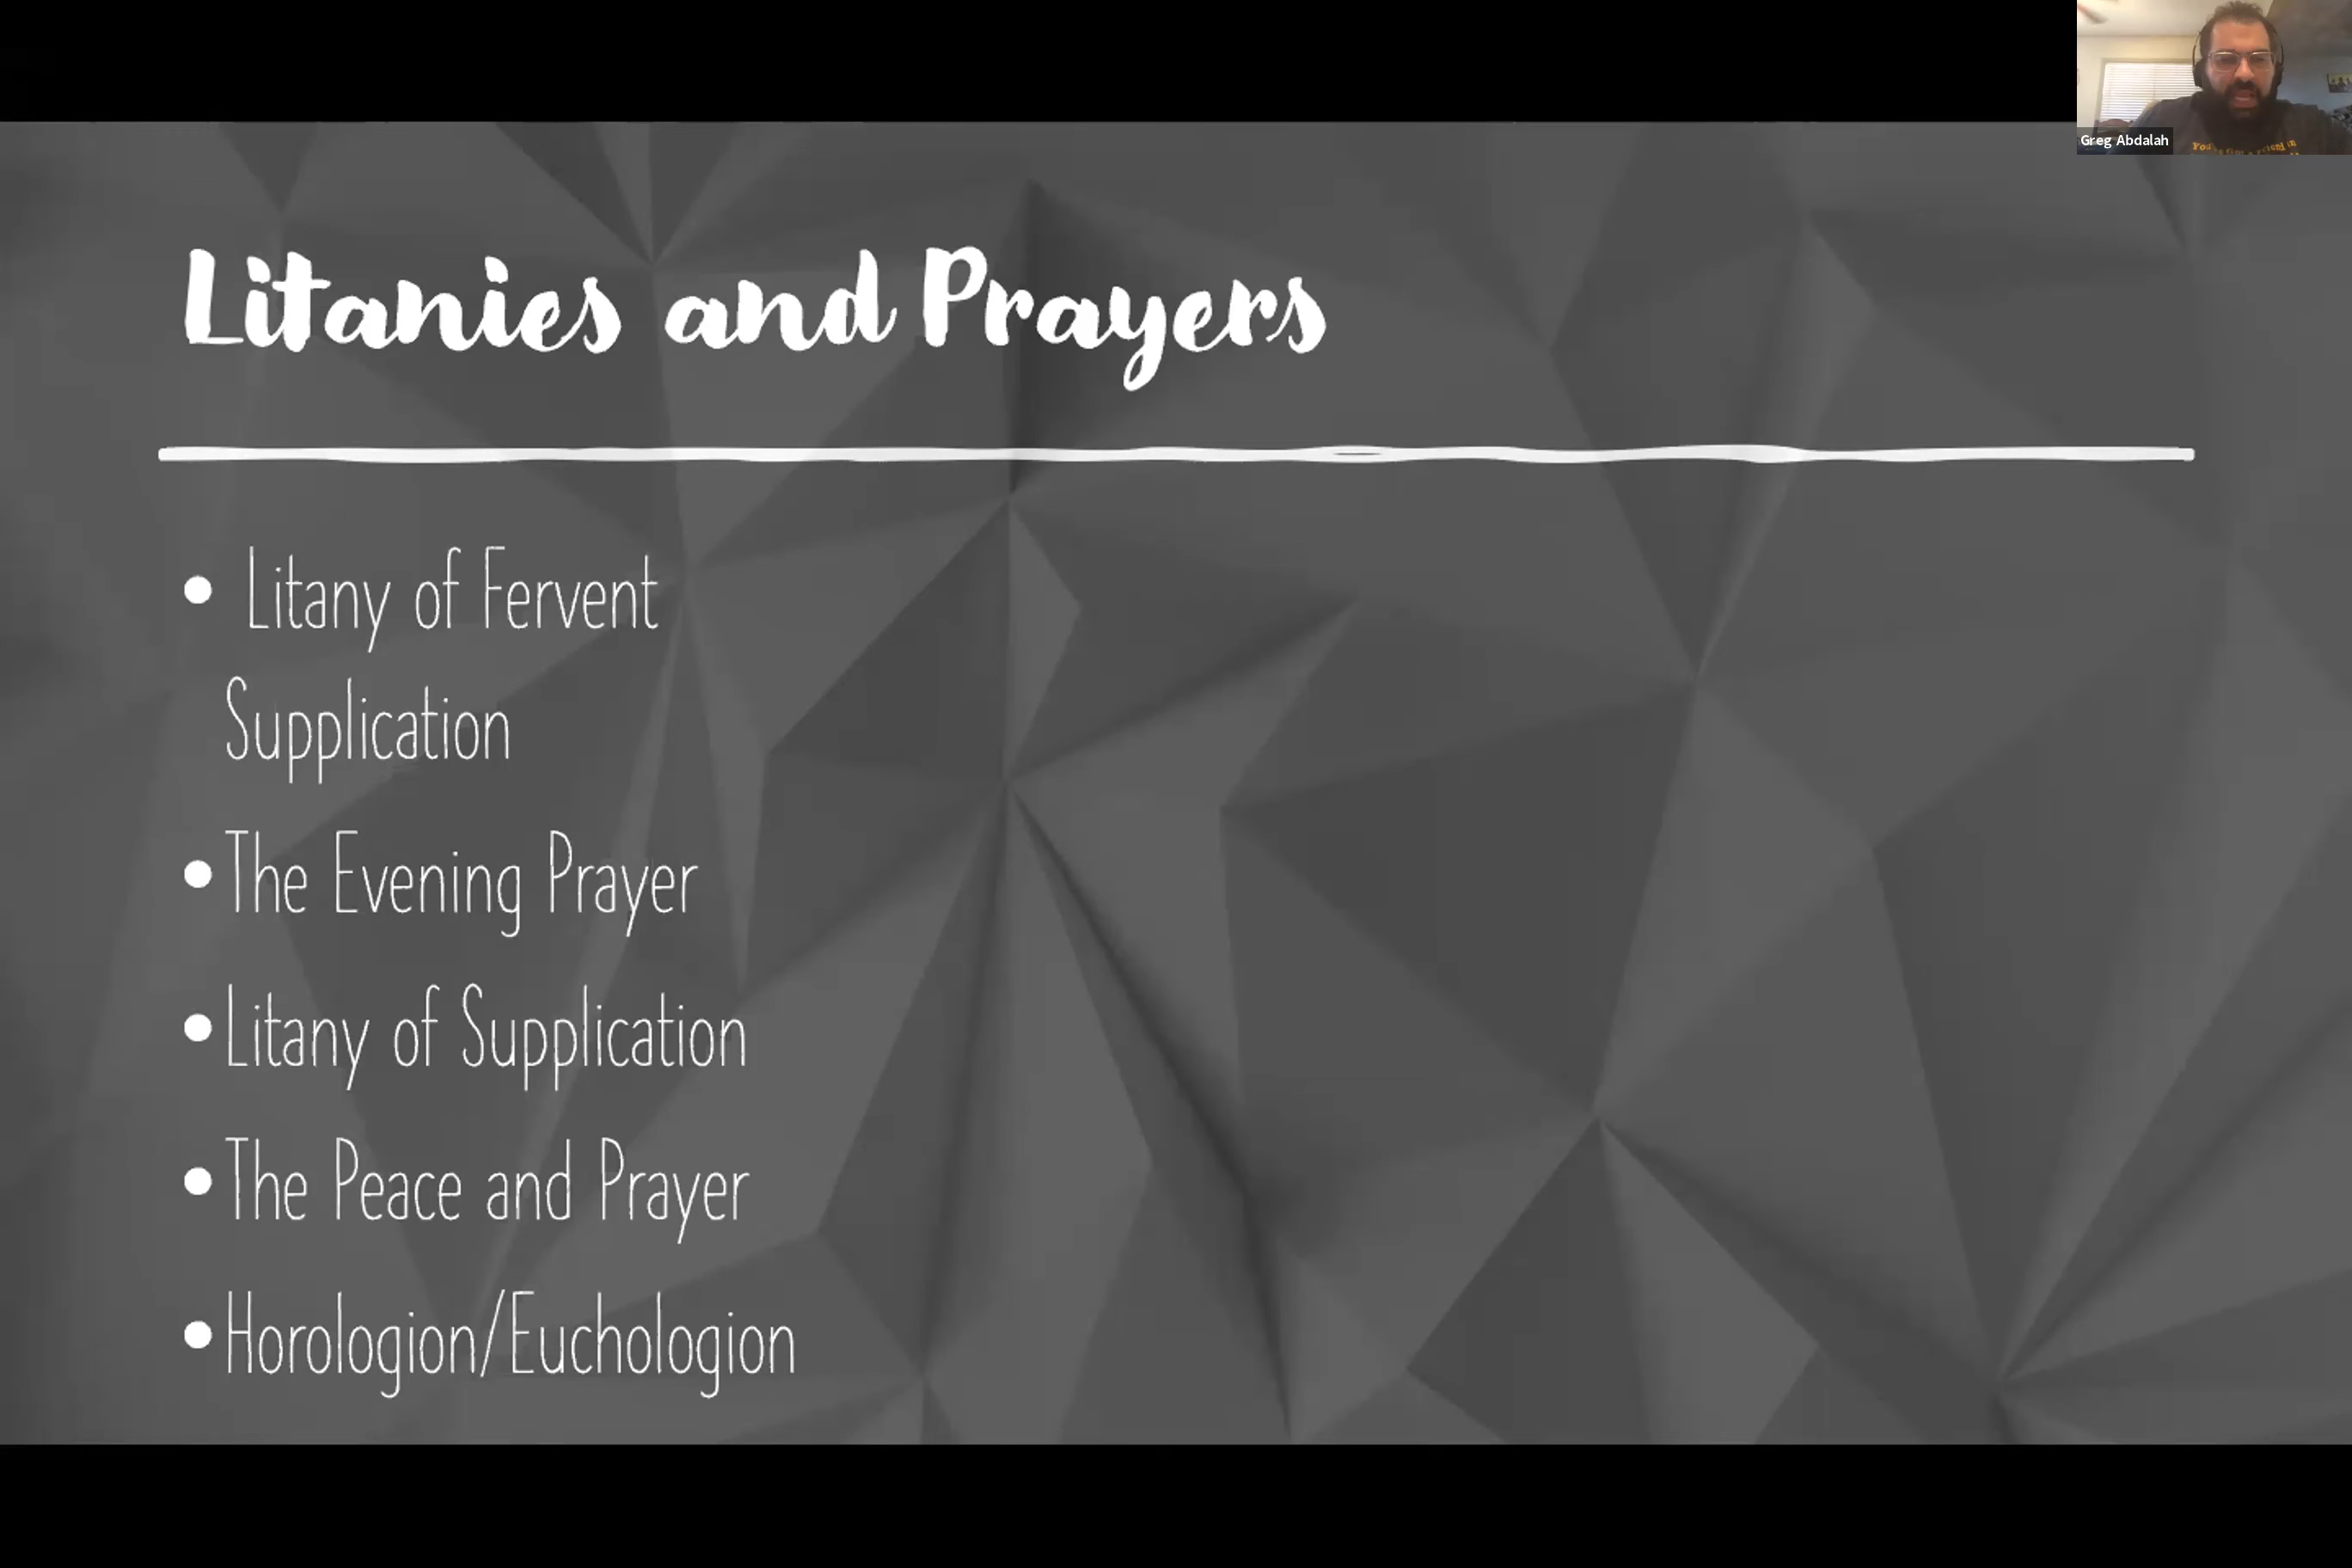 Greg Abdalah
Litanies and Prayers
• Litany of Fervent
Supplication
• The Evening Prayer
• Litany of Supplication
• The Peace and Prayer
• Horologion/Euchologion